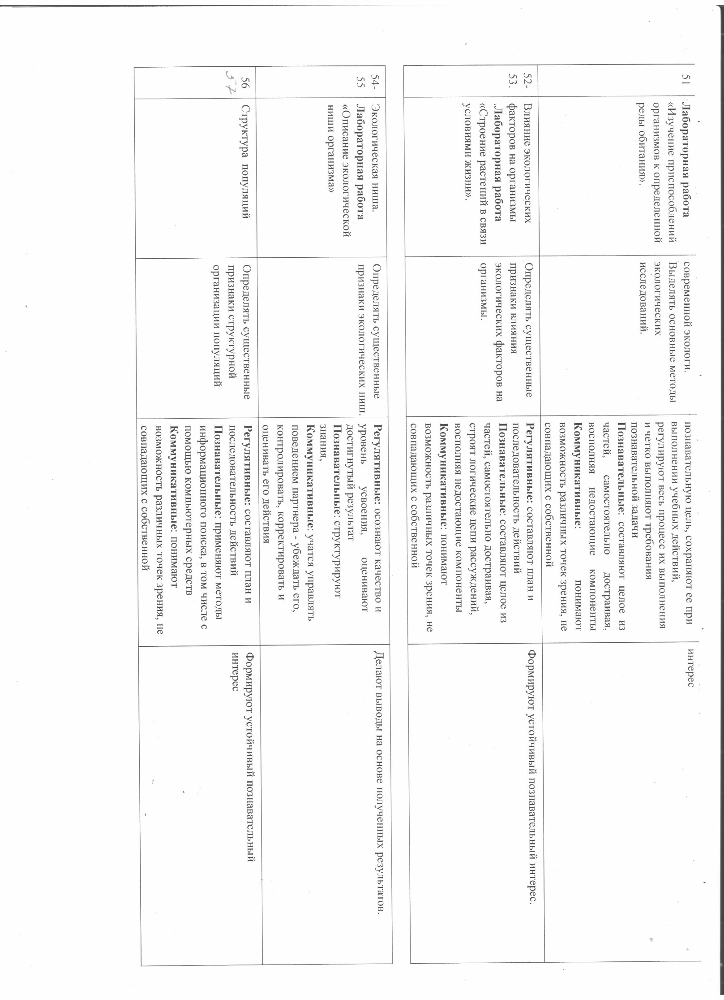 51
Лабораторная работа
«Изучение приспособлений
организмов к определенной
реды обитания».
современной экологи.
Выделять основные методы
экологических
исследований.
познавательную цель, сохраняют ее при
выполнении учебных действий,
регулируют весь процесс их выполнения
и четко выполняют требования
познавательной задачи
Познавательные: составляют целое из
частей, самостоятельно достраивая,
восполняя недостающие компоненты
Коммуникативные: понимают
возможность различных точек зрения, не
совпадающих с собственной
интерес
52-
53.
Влияние экологических
факторов на организмы
.Лабораторная работа
«Строение растений в связи
условиями жизни».
Определять существенные
признаки влияния
экологических факторов на
организмы.
Регулятивные: составляют план и
последовательность действий
Познавательные: составляют целое из
частей, самостоятельно достраивая,
строят логические цепи рассуждений,
восполняя недостающие компоненты
Коммуникативные: понимают
возможность различных точек зрения, не
совпадающих с собственной
Формируют устойчивый познавательный интерес.
54-
55
Экологическая ниша.
Лабораторная работа
«Описание экологической
ниши организма»
Определять существенные
признаки экологических ниш.
Регулятивные: осознают качество и
уровень усвоения, оценивают
достигнутый результат
Познавательные: структурируют
знания,
Коммуникативные: учатся управлять
поведением партнера - убеждать его,
контролировать, корректировать и
оценивать его действия
Делают выводы на основе полученных результатов.
56
57
Структура популяций
Определять существенные
признаки структурной
организации популяций
Регулятивные: составляют план и
последовательность действий
Познавательные: применяют методы
информационного поиска, в том числе с
помощью компьютерных средств
Коммуникативные: понимают
возможность различных точек зрения, не
совпадающих с собственной
Формируют устойчивый познавательный
интерес